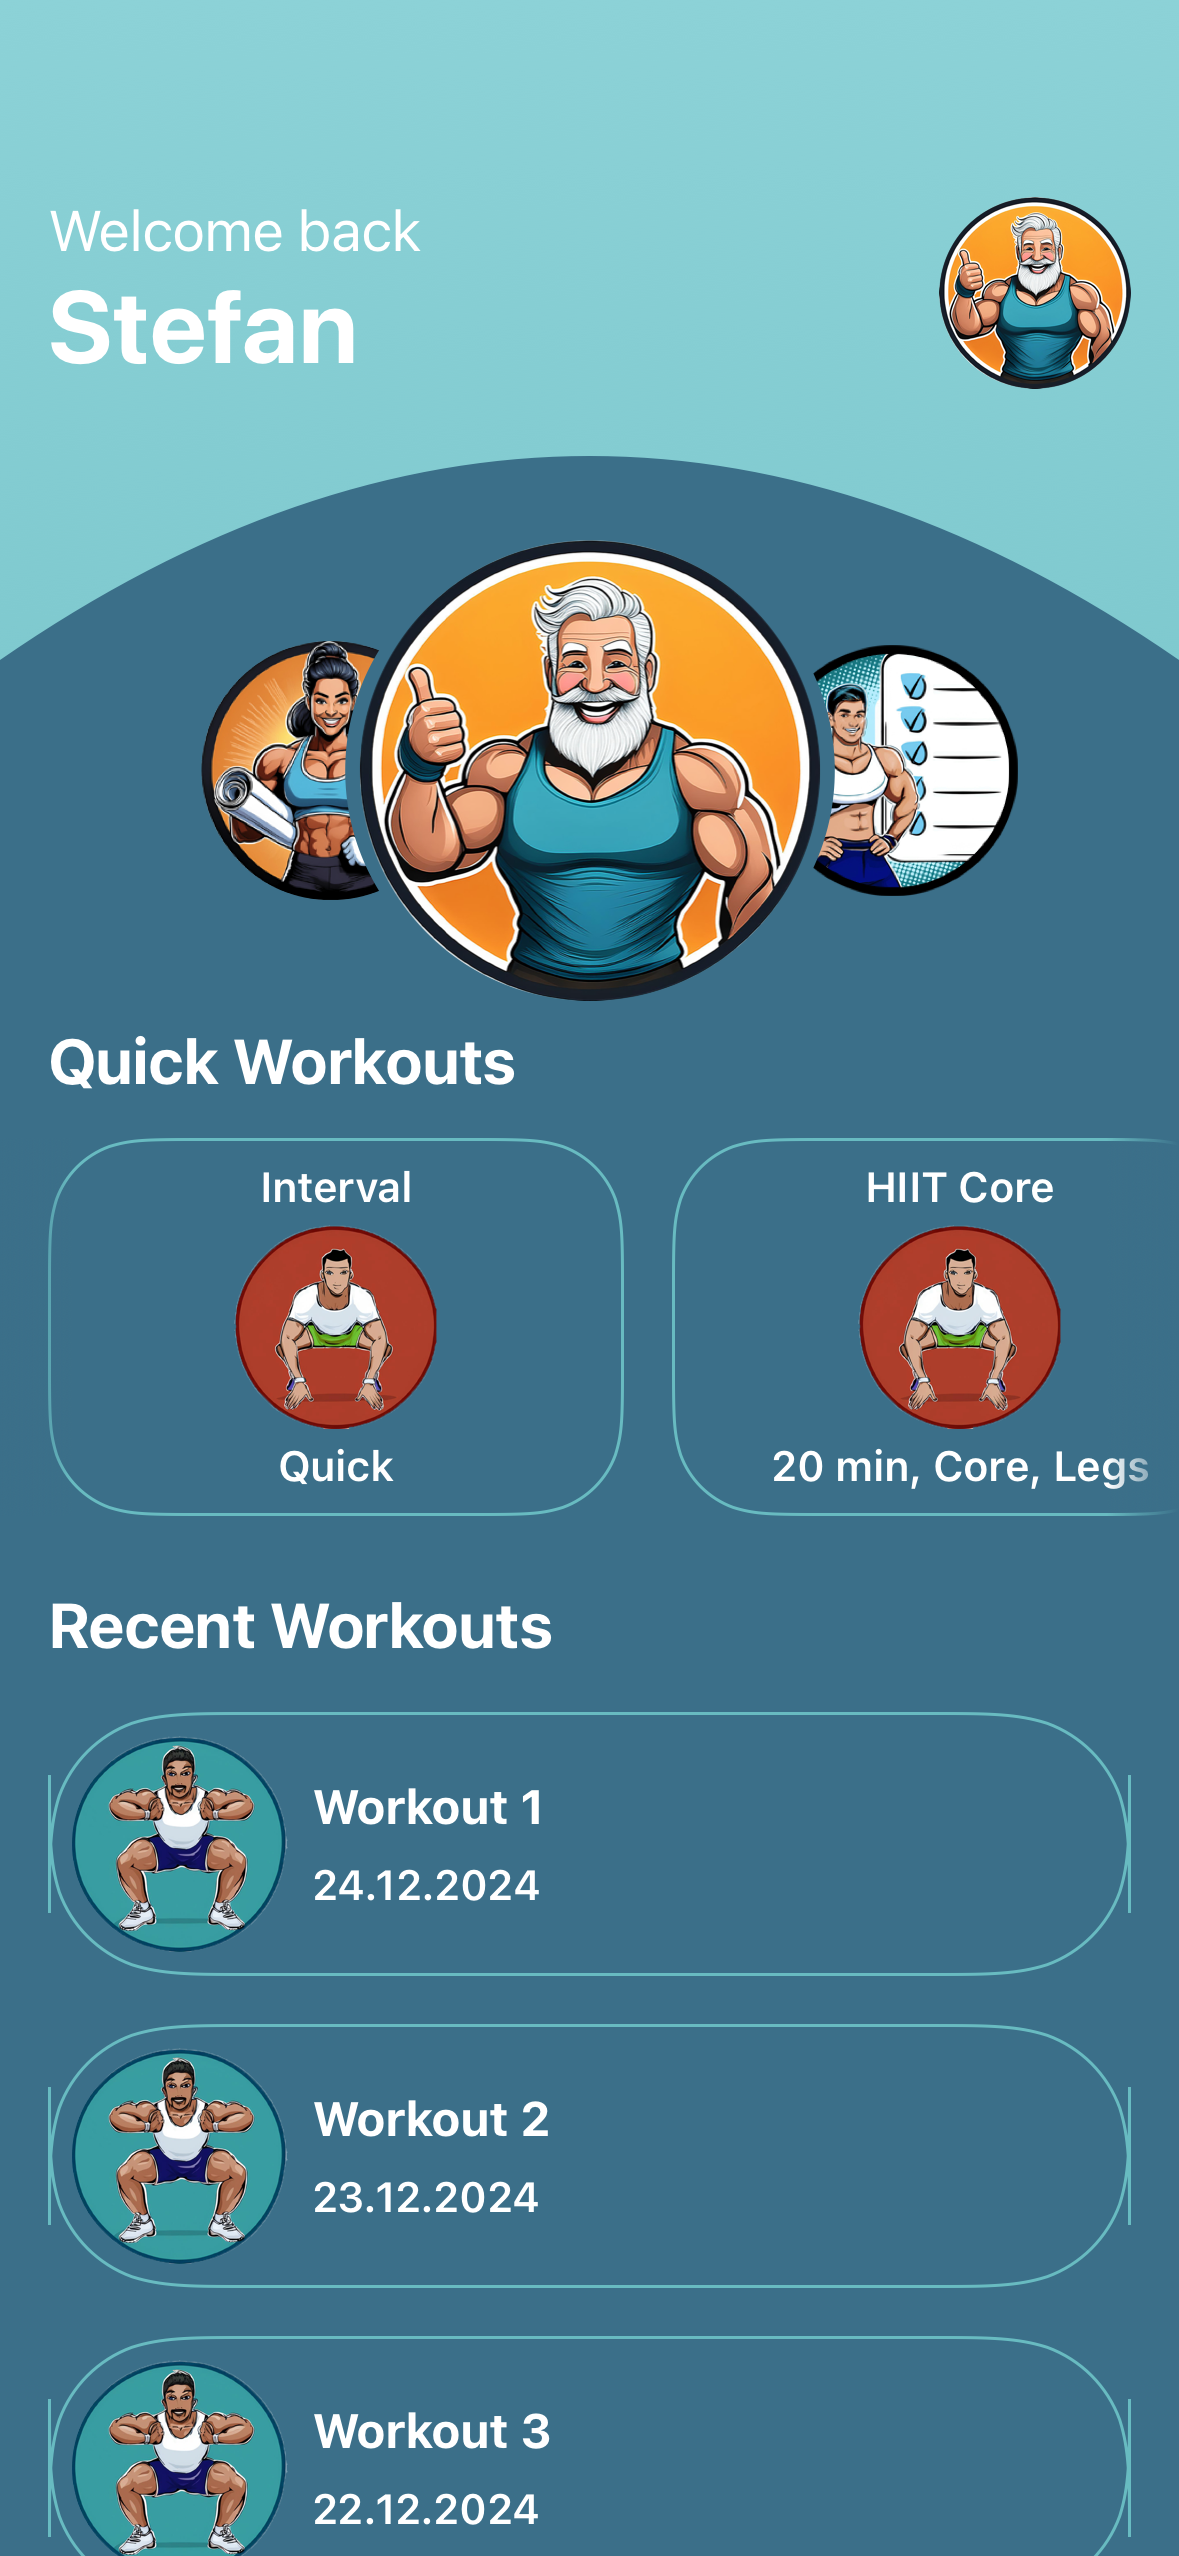 Welcome back
Stefan
Quick Workouts
Interval
Quick
HIIT Core
20 min, Core, Legs
Recent Workouts
Workout 1
24.12.2024
Workout 2
23.12.2024
Workout 3
22.12.2024